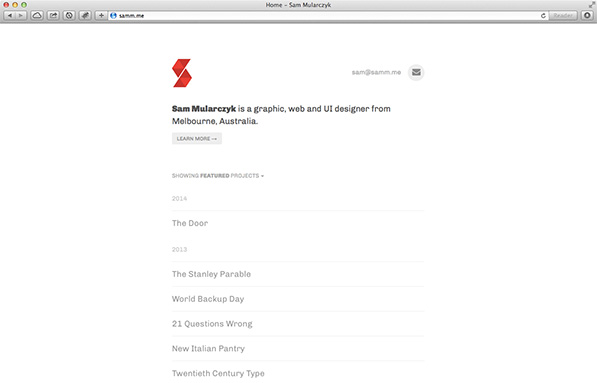 Home – Sam Mularczyk
samm.me
Reader
sam@samm.me
Sam Mularczyk is a graphic, web and UI designer from
Melbourne, Australia.
LEARN MORE →
SHOWING FEATURED PROJECTS
2014
The Door
2013
The Stanley Parable
World Backup Day
21 Questions Wrong
New Italian Pantry
Twentieth Century Type